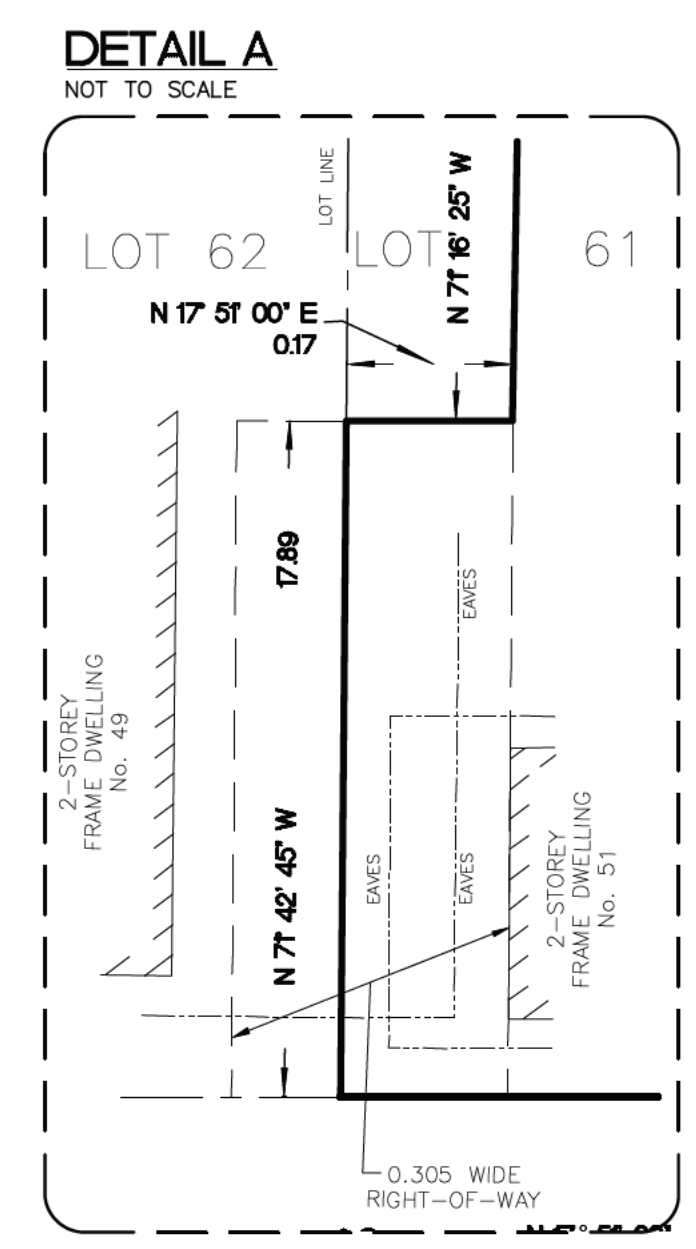 DETAIL A
NOT TO SCALE
LOT LINE
N 71° 16' 25" W
LOT 62
LOT 61
N 17° 51' 00" E
0.17
17.89
EAVES
2-STOREY
FRAME DWELLING
No. 49
N 71° 42' 45" W
EAVES
EAVES
2-STOREY
FRAME DWELLING
No. 51
0.305 WIDE
RIGHT-OF-WAY